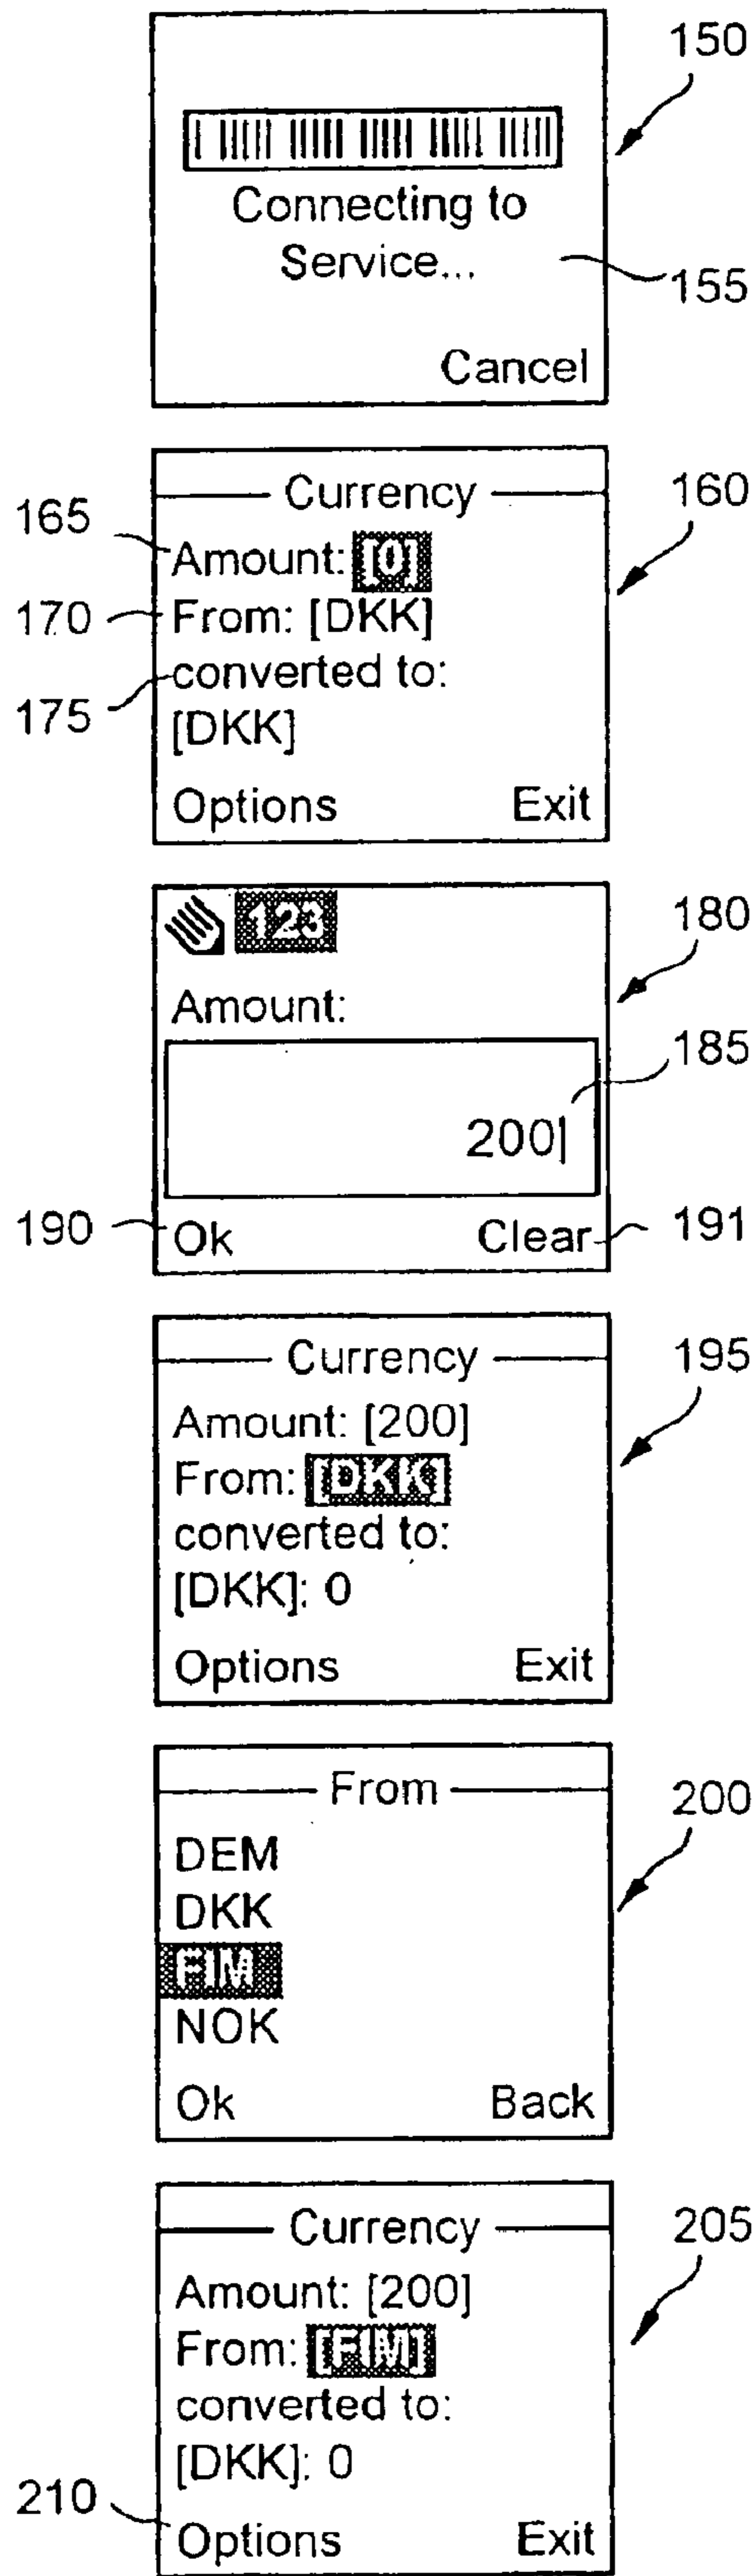 150
Connecting to
Service...
155
Cancel
Currency
160
165
Amount: [0]
170
From: [DKK]
175
converted to:
[DKK]
Options Exit
123
180
Amount:
185
200
190
Ok Clear
191
Currency
195
Amount: [200]
From: [DKK]
converted to:
[DKK]: 0
Options Exit
From
200
DEM
DKK
FIM
NOK
Ok Back
Currency
205
Amount: [200]
From: [FIM]
converted to:
[DKK]: 0
210
Options Exit